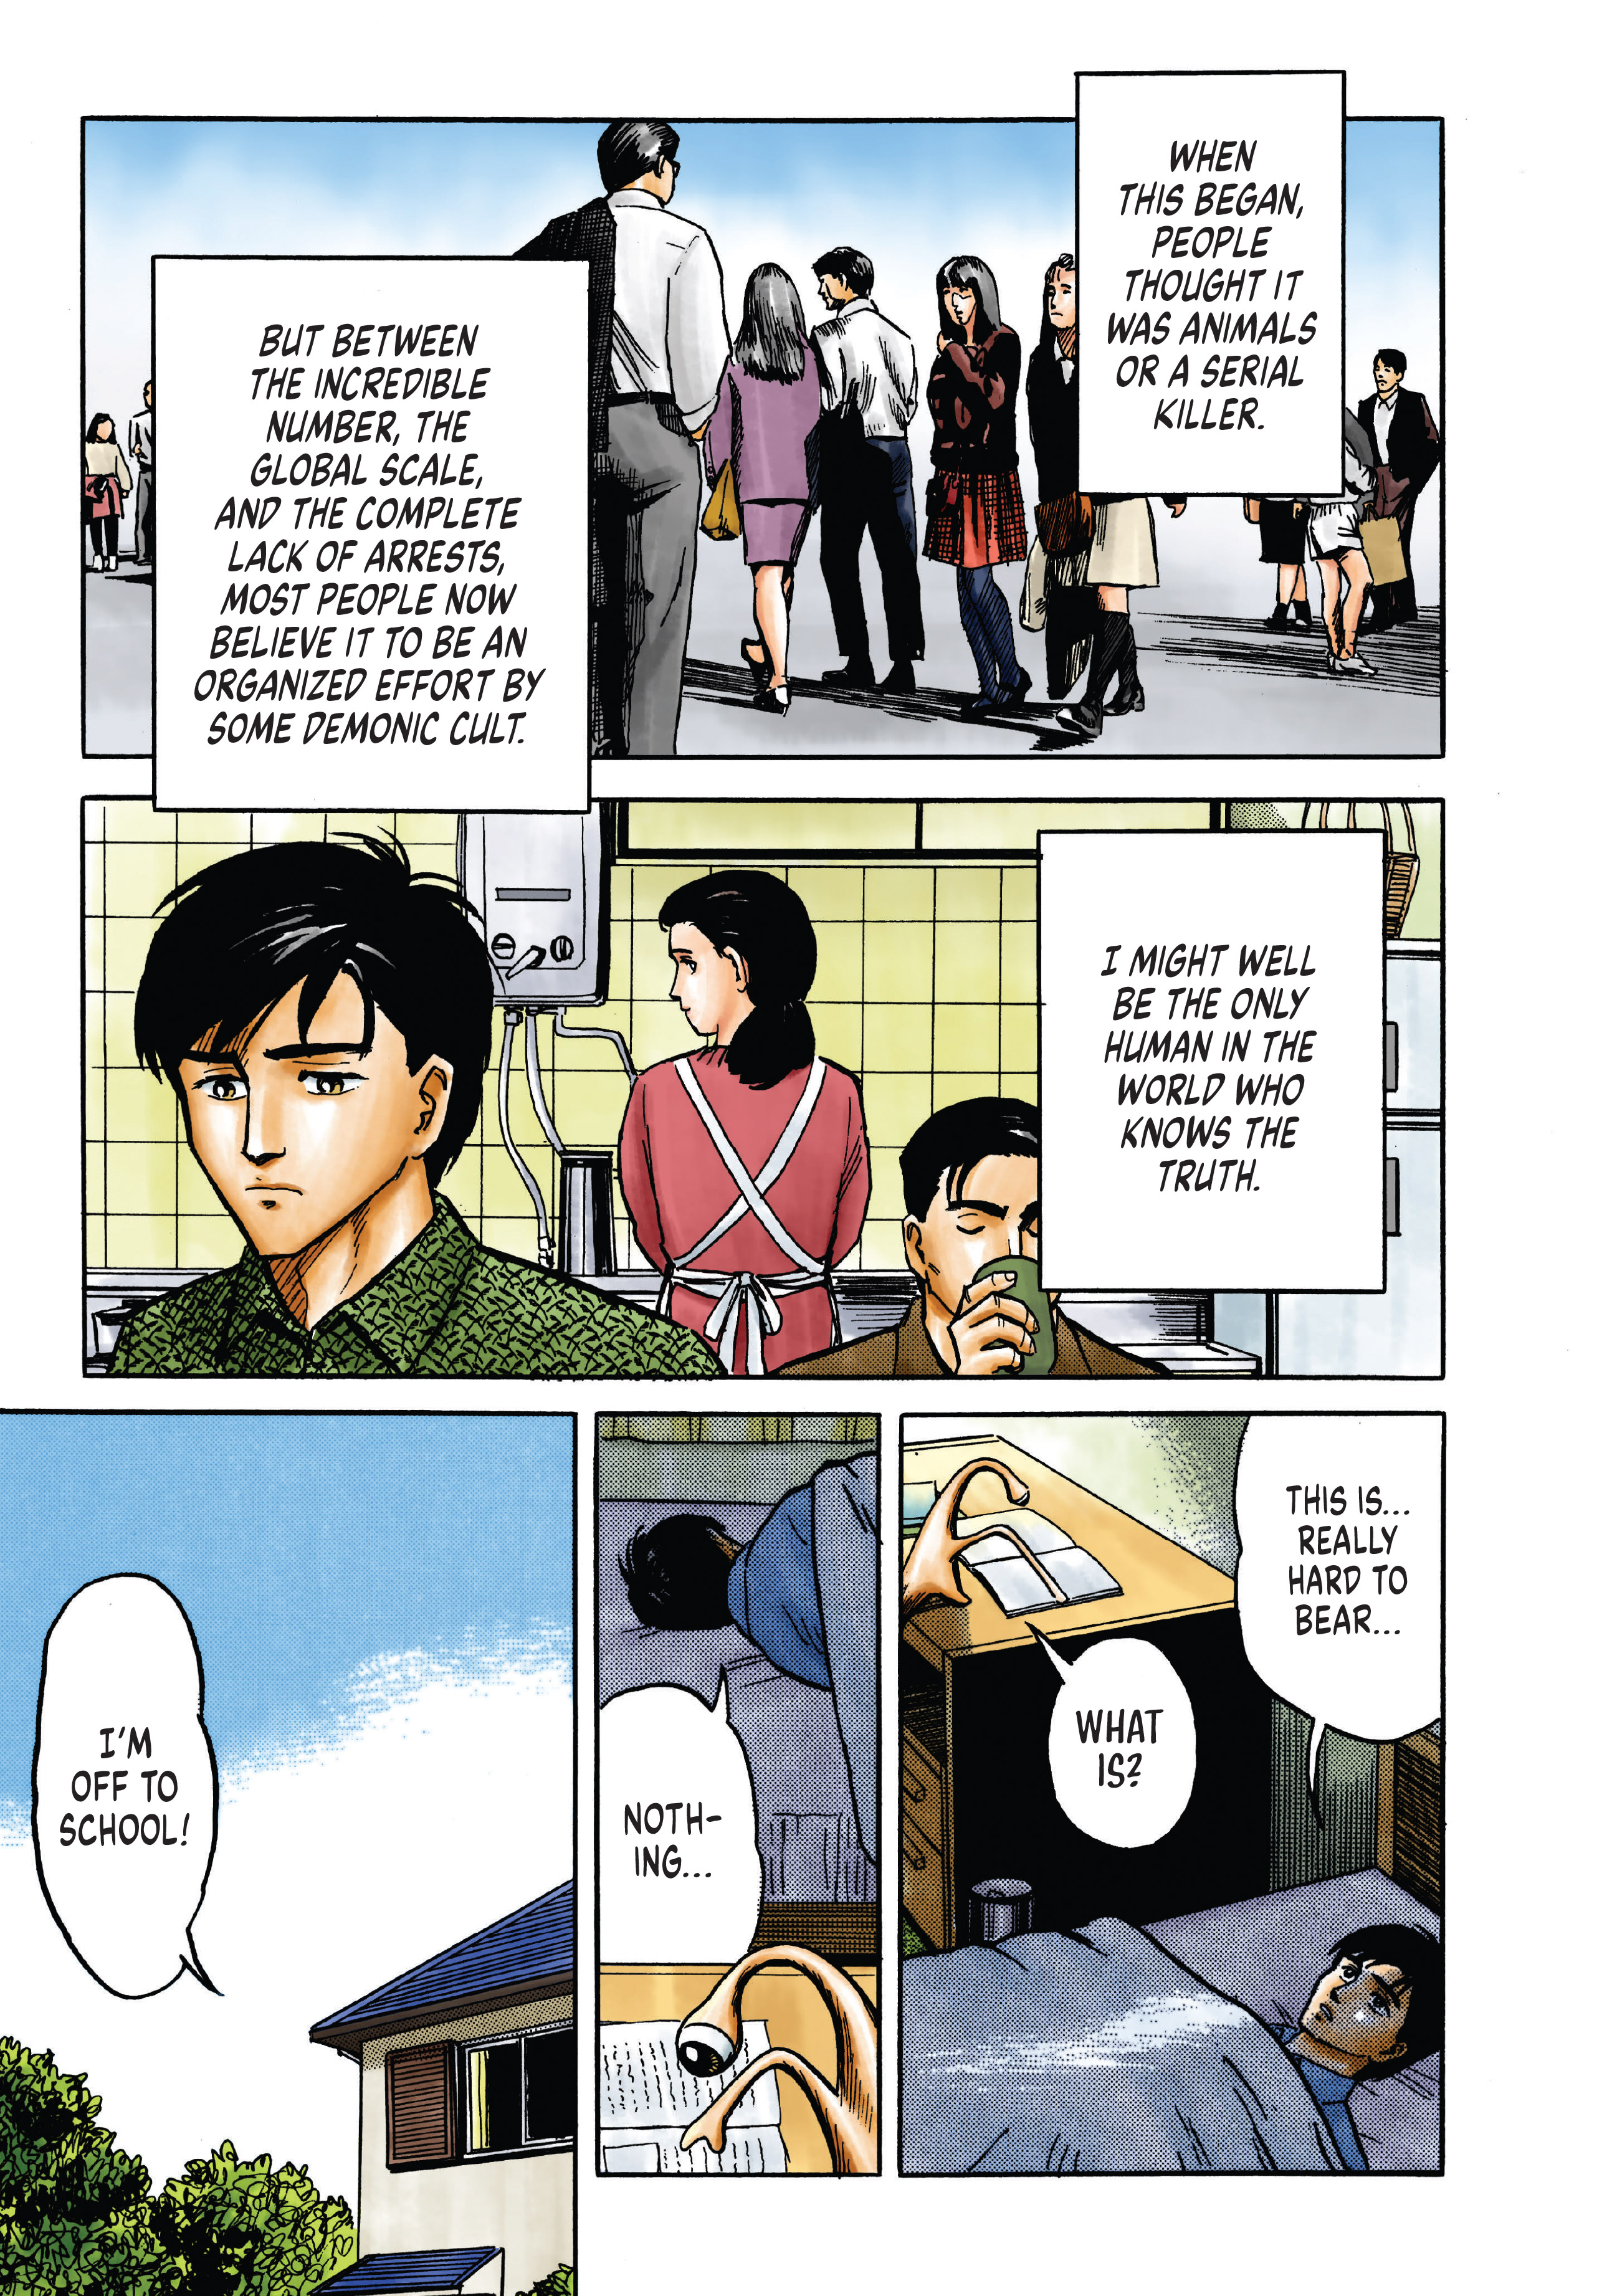 WHEN
THIS BEGAN,
PEOPLE
THOUGHT IT
WAS ANIMALS
OR A SERIAL
KILLER.
BUT BETWEEN
THE INCREDIBLE
NUMBER, THE
GLOBAL SCALE,
AND THE COMPLETE
LACK OF ARRESTS,
MOST PEOPLE NOW
BELIEVE IT TO BE AN
ORGANIZED EFFORT BY
SOME DEMONIC CULT.
I MIGHT WELL
BE THE ONLY
HUMAN IN THE
WORLD WHO
KNOWS THE
TRUTH.
THIS IS...
REALLY
HARD TO
BEAR...
WHAT
IS?
NOTH-
ING...
I'M
OFF TO
SCHOOL!